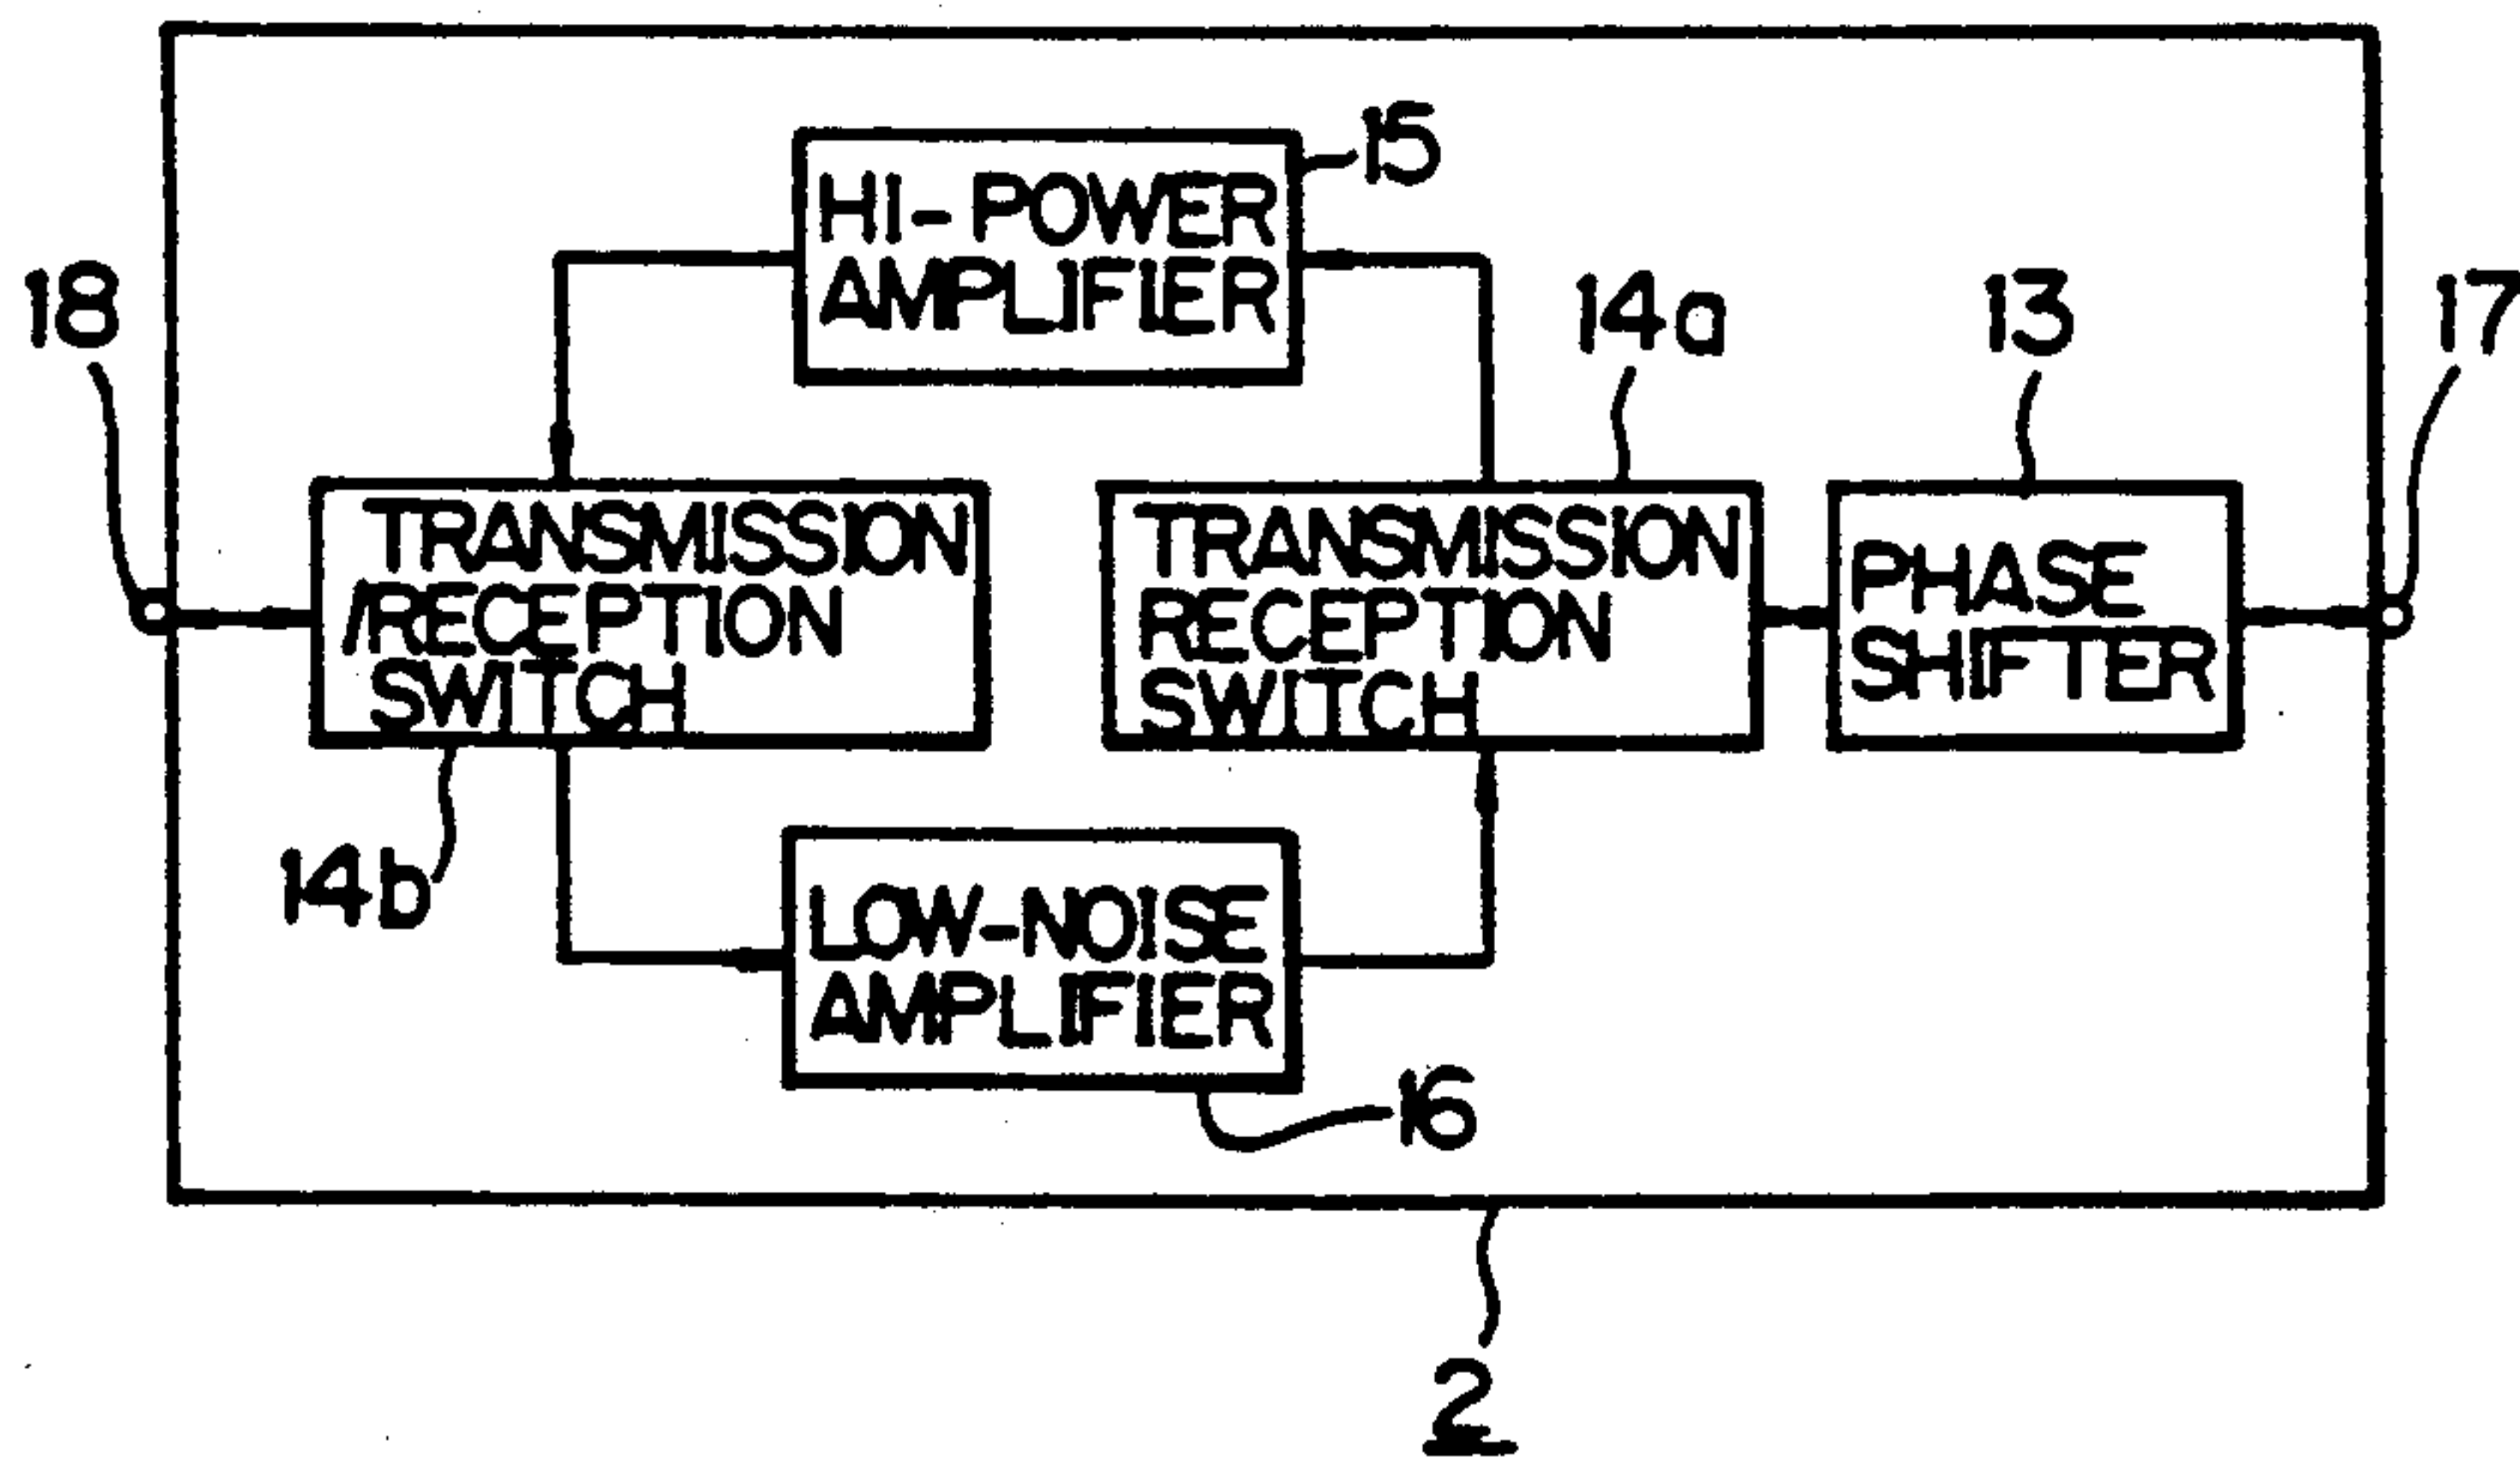 15
HI-POWER
AMPLIFIER
18
14a
13
17
TRANSMISSION
/RECEPTION
SWITCH
TRANSMISSION
RECEPTION
SWITCH
PHASE
SHIFTER
14b
LOW-NOISE
AMPLIFIER
16
2